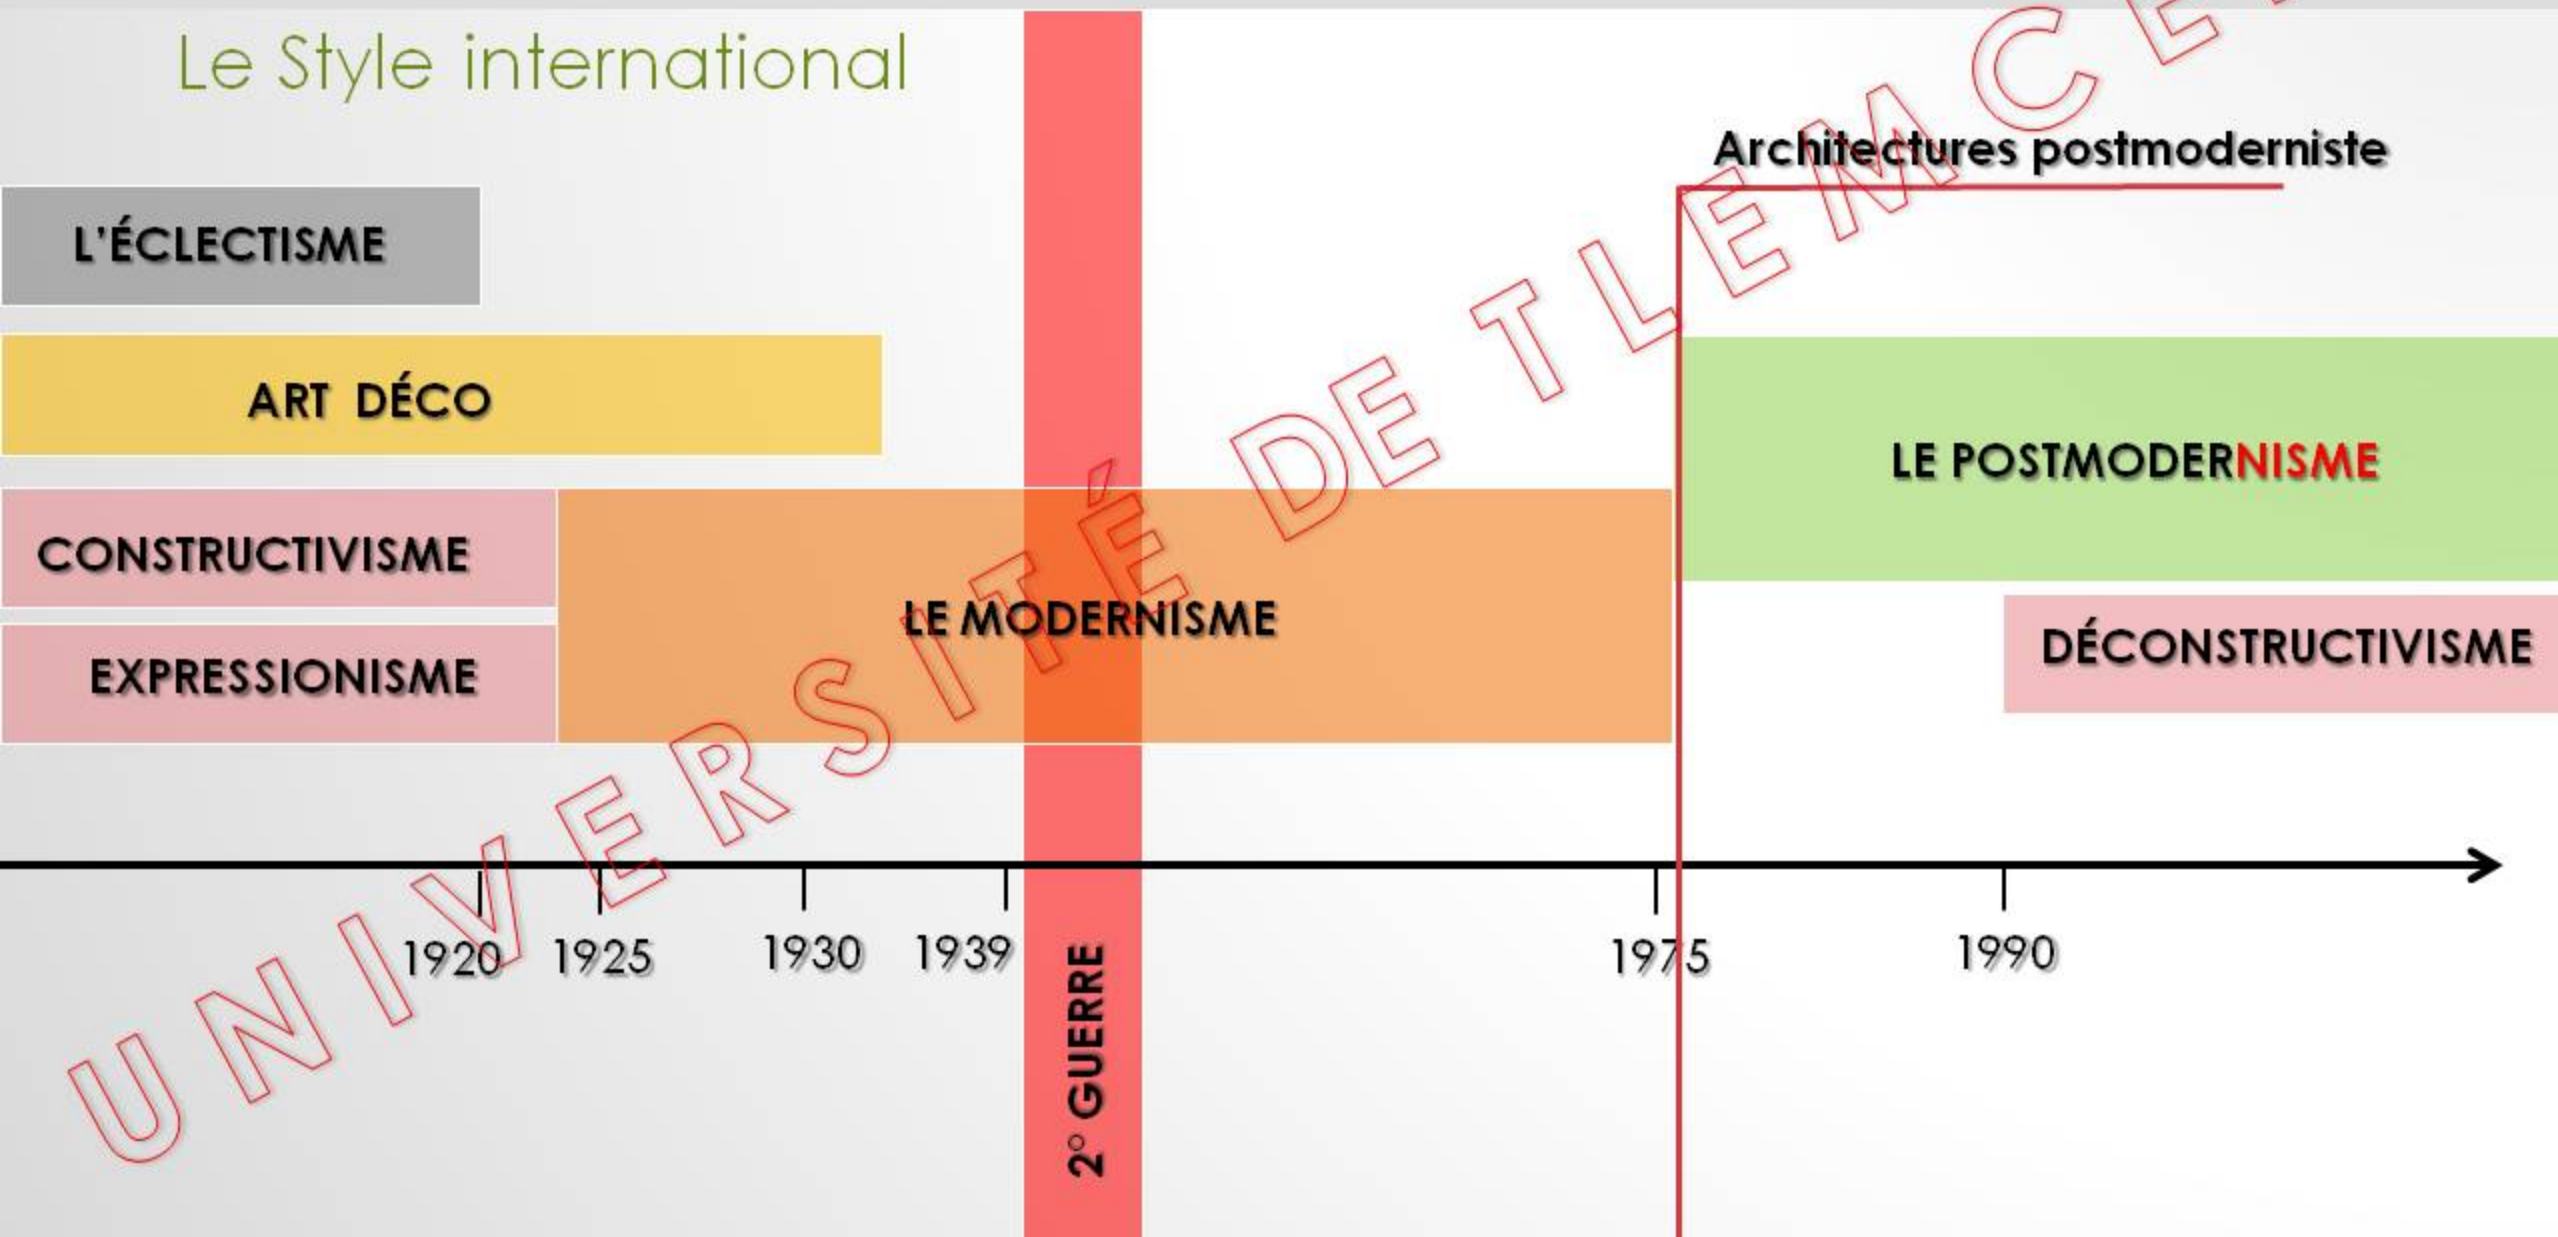 Le Style international
Architectures postmoderniste
L'ÉCLECTISME
ART DÉCO
LE POSTMODERNISME
CONSTRUCTIVISME
LE MODERNISME
EXPRESSIONISME
DÉCONSTRUCTIVISME
1920
1925
1930
1939
1975
1990
2° GUERRE
UNIVERSITÉ DE TLEMCE